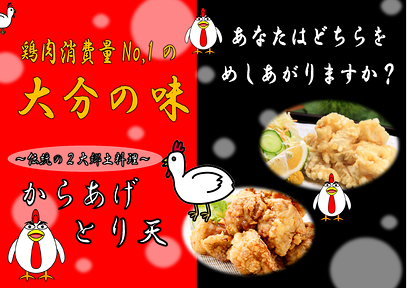 鶏肉消費量No,1の
大分の味
～伝統の２大郷土料理～
からあげ
とり天
あなたはどちらを
めしあがりますか？